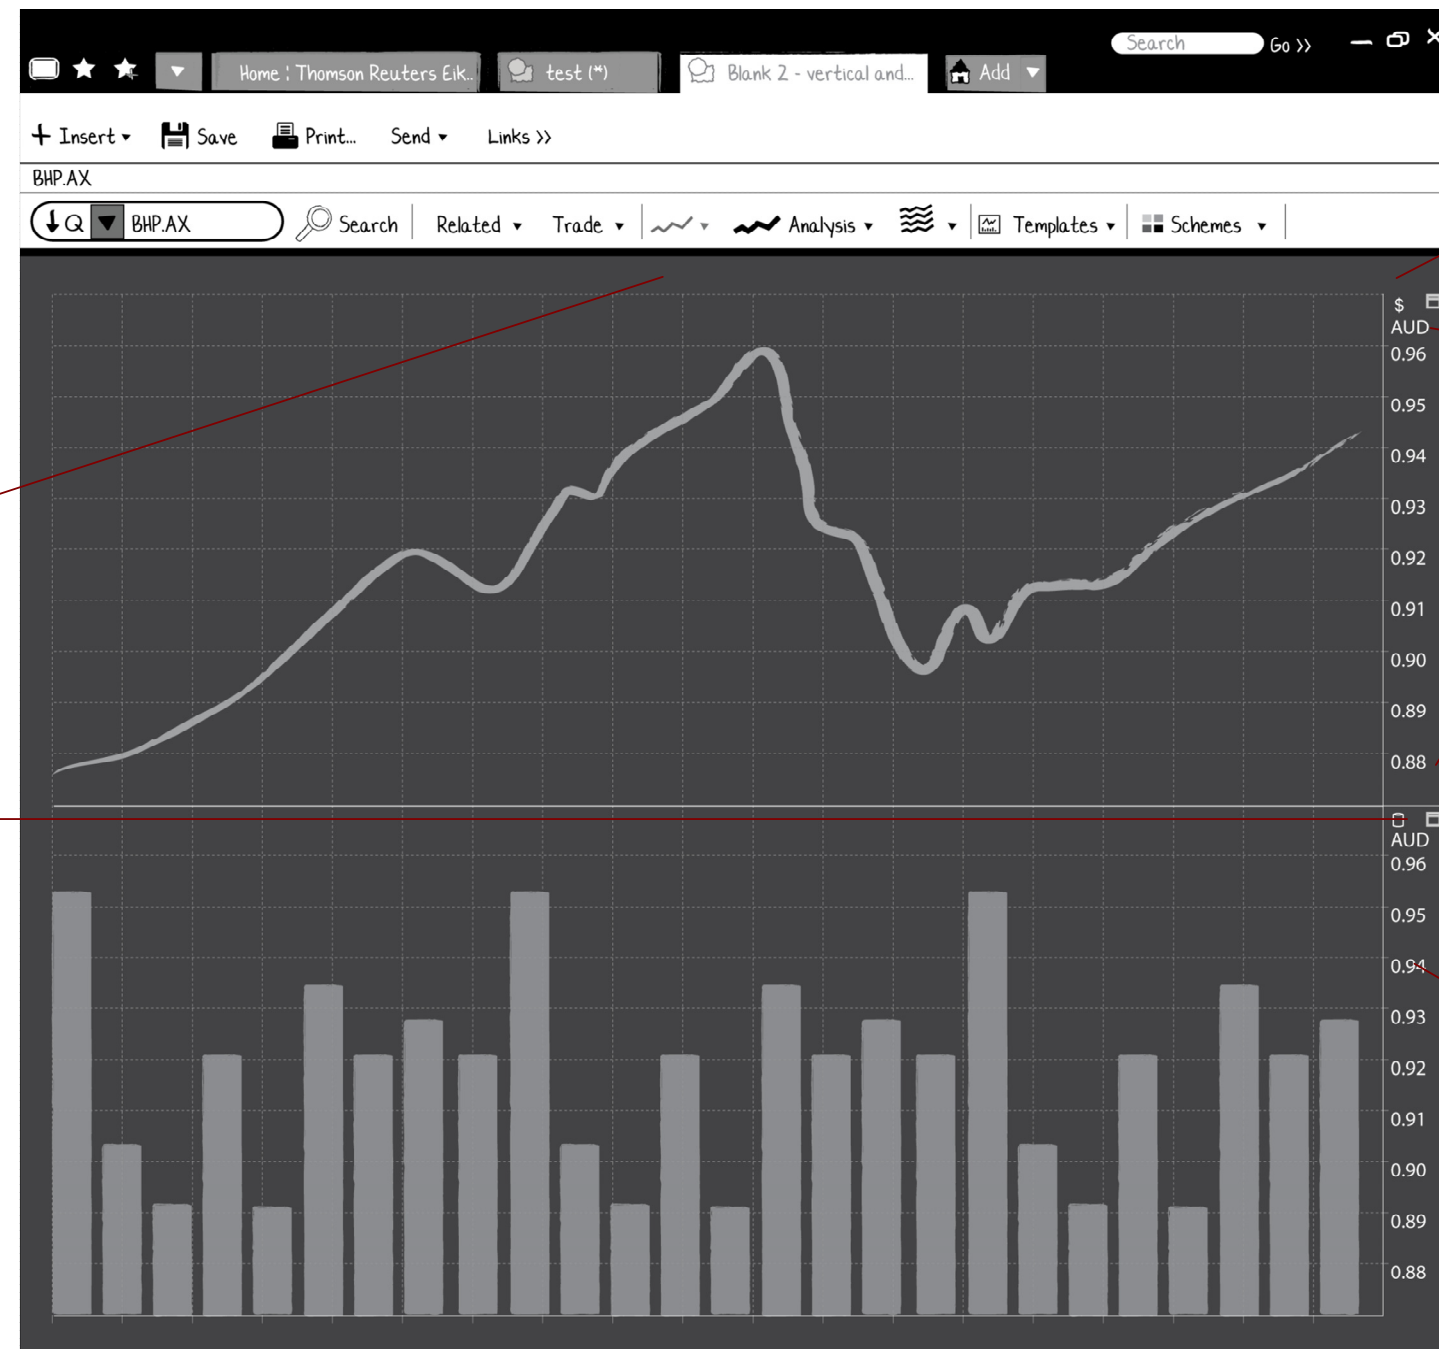 Search Go >>
Home ¦ Thomson Reuters Eik.. test (*) Blank 2 - vertical and... Add
+ Insert Save Print... Send Links >>
BHP.AX
Q BHP.AX Search Related Trade Analysis Templates Schemes
$
AUD
0.96
0.95
0.94
0.93
0.92
0.91
0.90
0.89
0.88
AUD
0.96
0.95
0.94
0.93
0.92
0.91
0.90
0.89
0.88